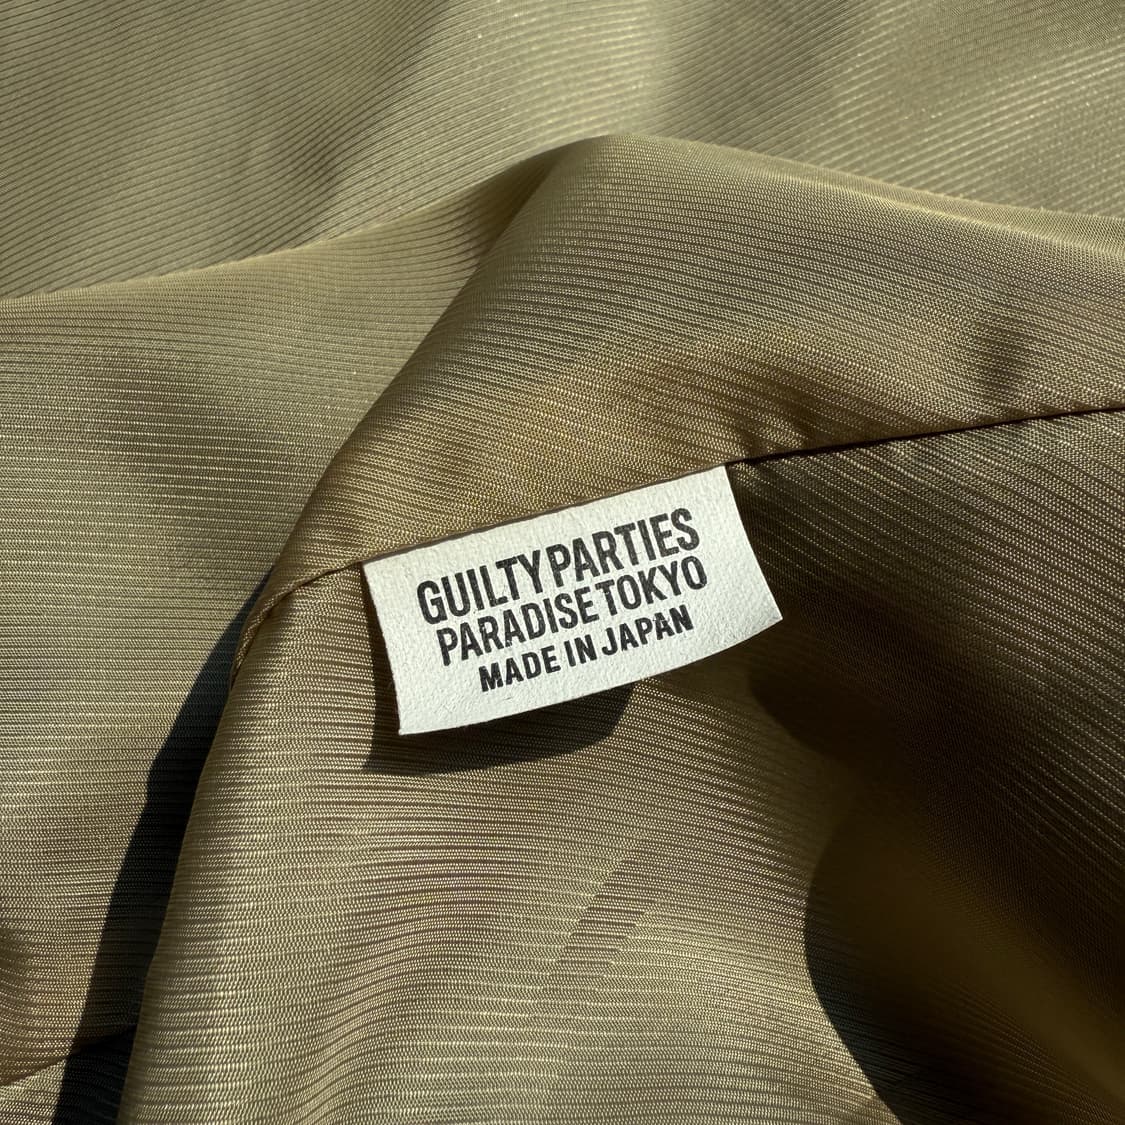 GUILTY PARTIES
PARADISE TOKYO
MADE IN JAPAN